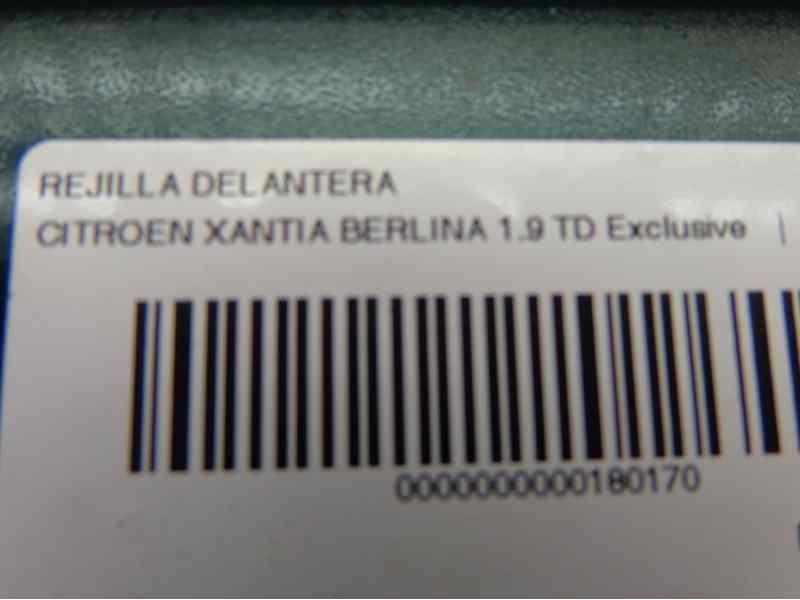 REJILLA DELANTERA
CITROEN XANTIA BERLINA 1.9 TD Exclusive |
0000000000180170